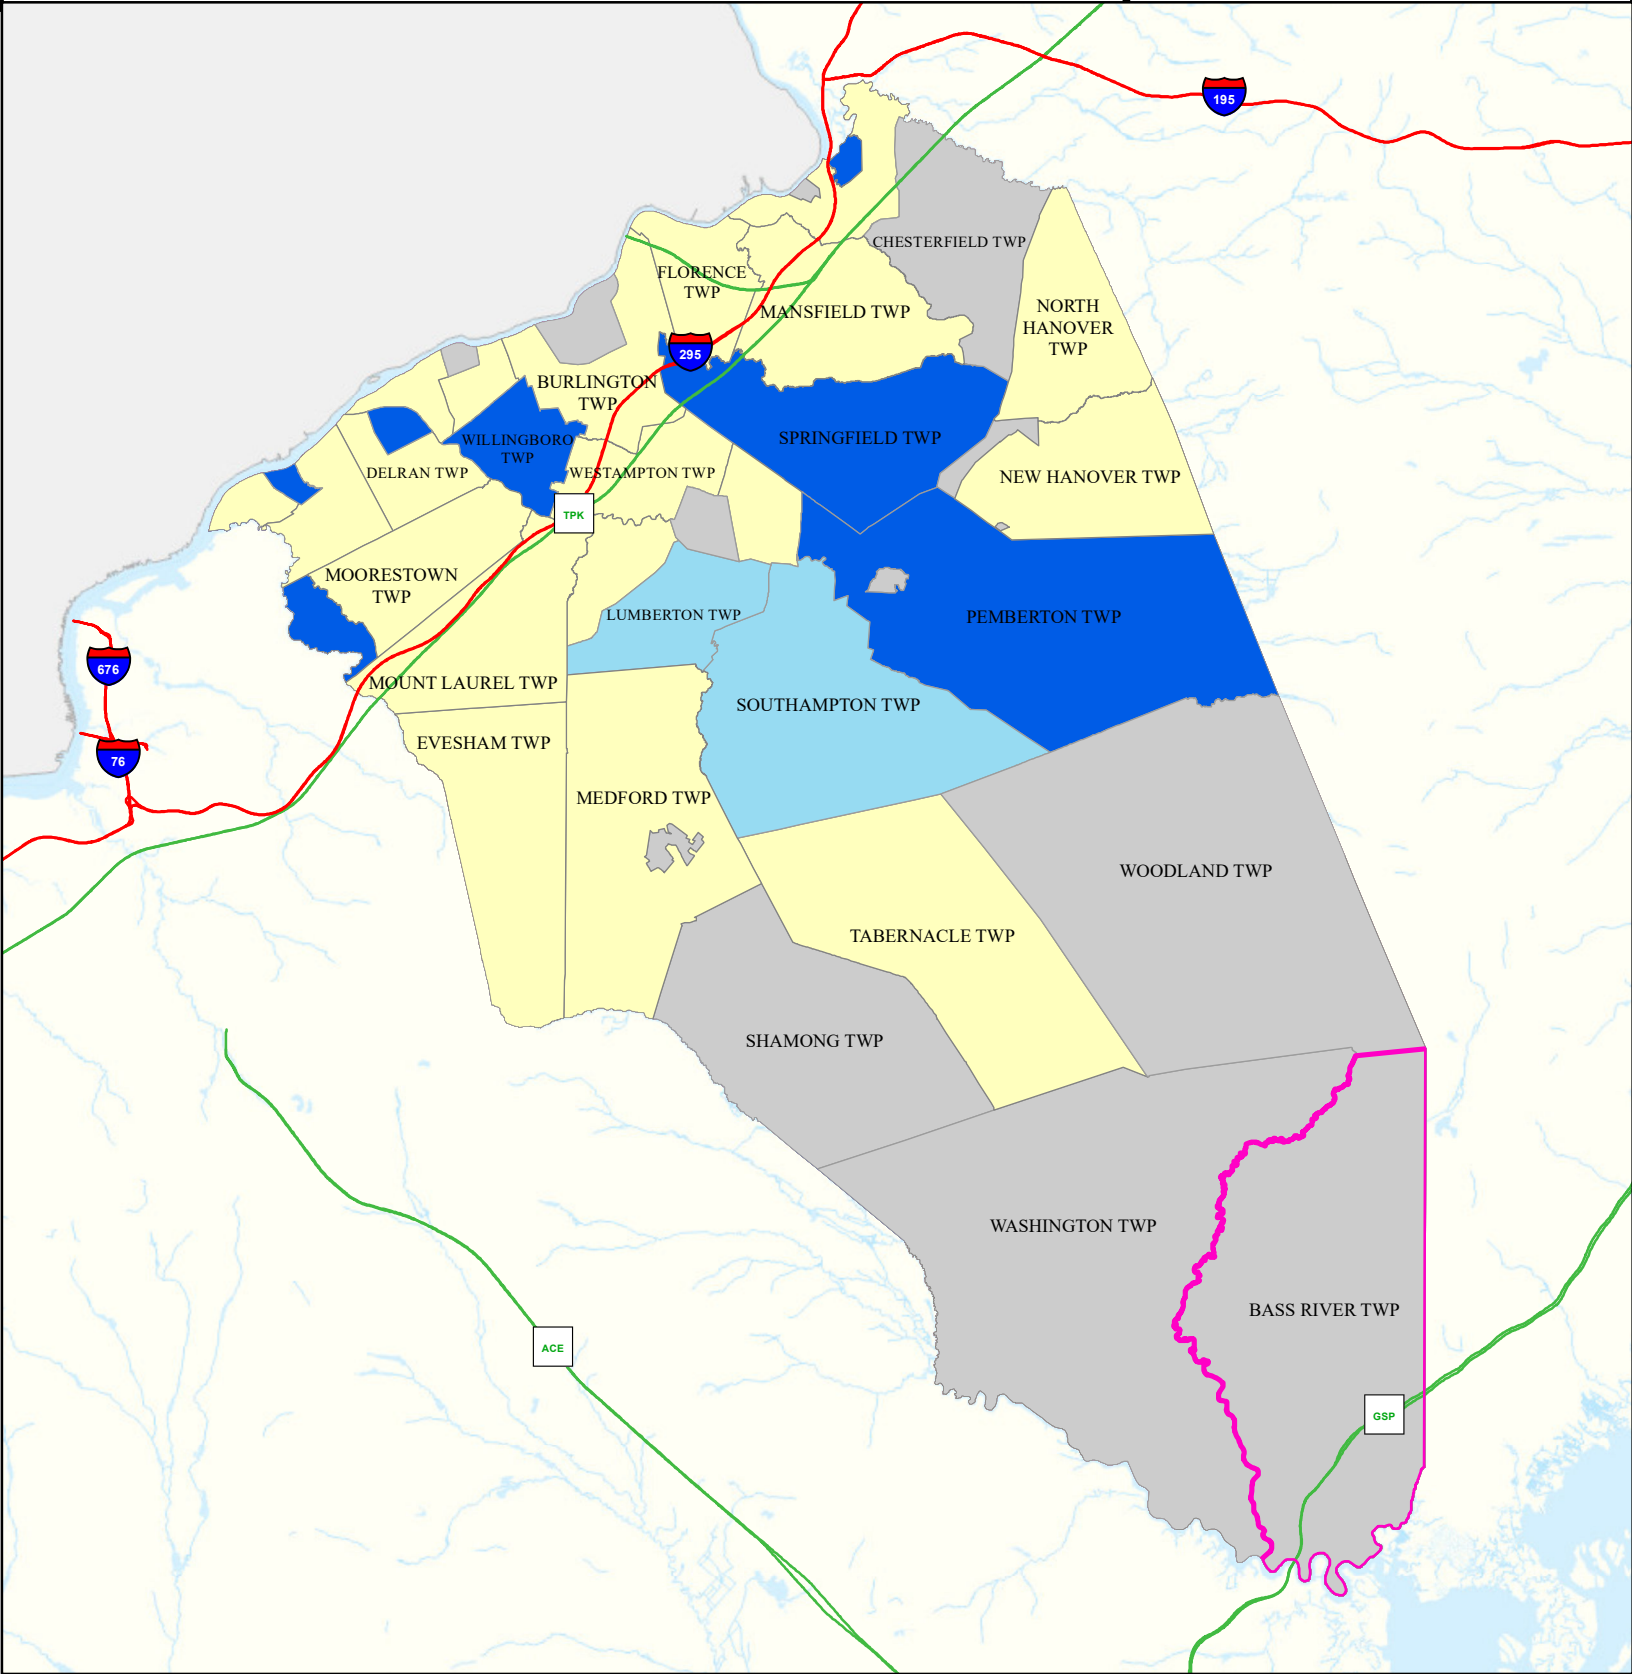 195
CHESTERFIELD TWP
FLORENCE
TWP
MANSFIELD TWP
NORTH
HANOVER
TWP
295
BURLINGTON
TWP
SPRINGFIELD TWP
WILLINGBORO
TWP
DELRAN TWP
WESTAMPTON TWP
NEW HANOVER TWP
TPK
MOORESTOWN
TWP
LUMBERTON TWP
PEMBERTON TWP
676
MOUNT LAUREL TWP
SOUTHAMPTON TWP
EVESHAM TWP
76
MEDFORD TWP
WOODLAND TWP
TABERNACLE TWP
SHAMONG TWP
WASHINGTON TWP
BASS RIVER TWP
ACE
GSP